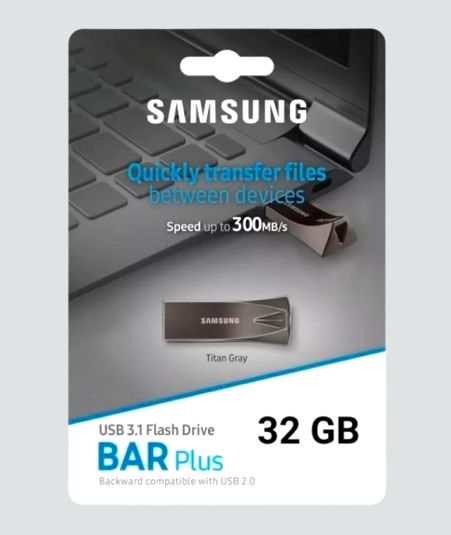 SAMSUNG
Quickly transfer files
between devices
Speed up to 300MB/s
SAMSUNG
SAMSUNG
Titan Gray
USB 3.1 Flash Drive
32 GB
BAR Plus
Backward compatible with USB 2.0